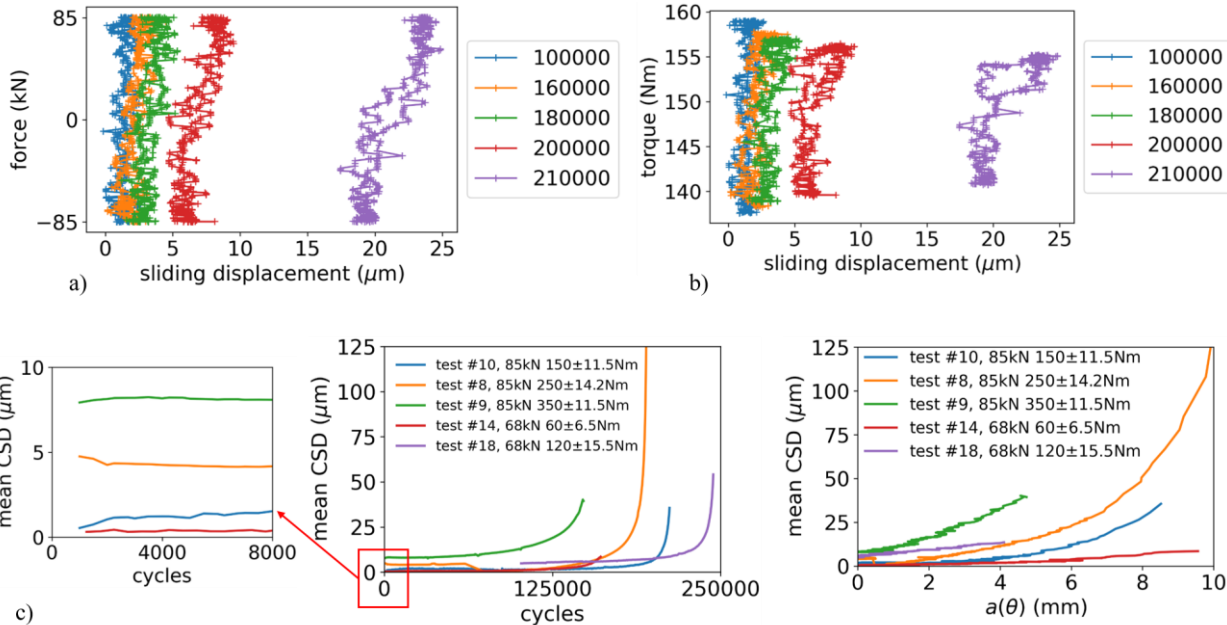 85
0
−85
force (kN)
0 5 10 15 20 25
sliding displacement (μm)
100000
160000
180000
200000
210000
a)
160
155
150
145
140
torque (Nm)
0 5 10 15 20 25
sliding displacement (μm)
100000
160000
180000
200000
210000
b)
10
5
0
mean CSD (μm)
4000 8000
cycles
c)
125
100
75
50
25
0
mean CSD (μm)
test #10, 85kN 150±11.5Nm
test #8, 85kN 250±14.2Nm
test #9, 85kN 350±11.5Nm
test #14, 68kN 60±6.5Nm
test #18, 68kN 120±15.5Nm
0 125000 250000
cycles
125
100
75
50
25
0
mean CSD (μm)
test #10, 85kN 150±11.5Nm
test #8, 85kN 250±14.2Nm
test #9, 85kN 350±11.5Nm
test #14, 68kN 60±6.5Nm
test #18, 68kN 120±15.5Nm
0 2 4 6 8 10
a(θ) (mm)